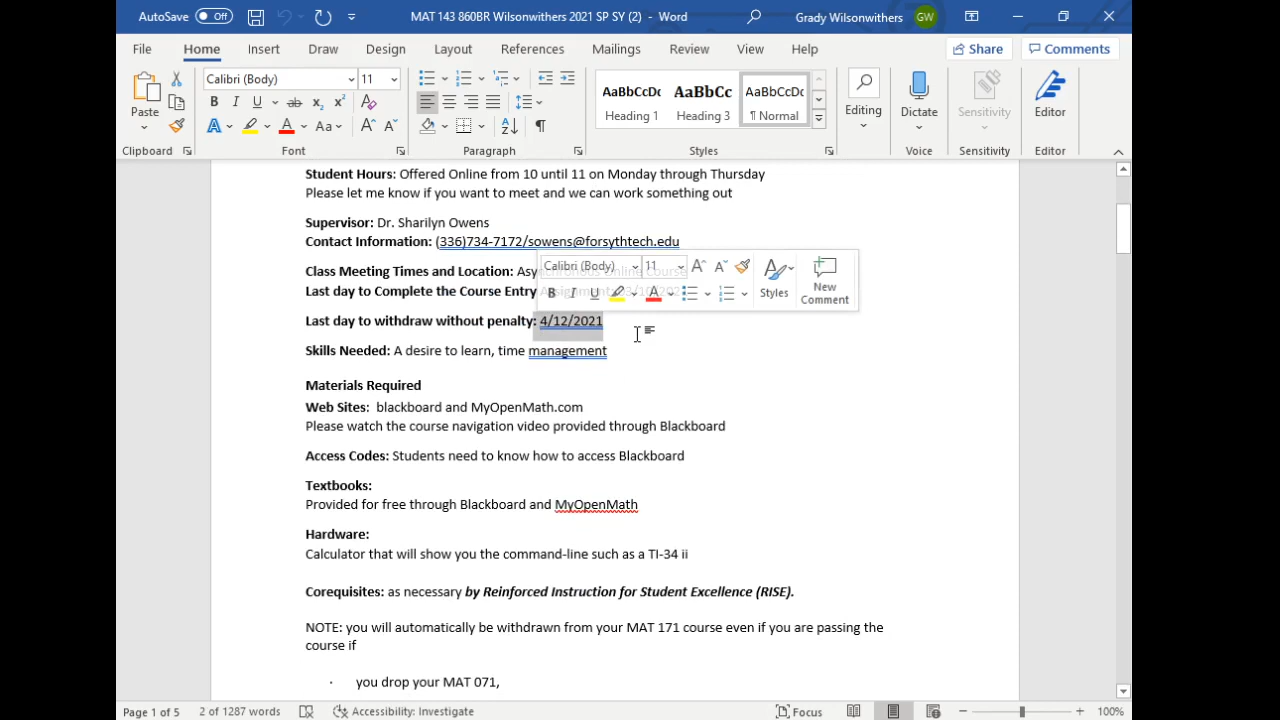 AutoSave Off MAT 143 860BR Wilsonwithers 2021 SP SY (2) - Word Grady Wilsonwithers GW
File Home Insert Draw Design Layout References Mailings Review View Help Share Comments
Calibri (Body) 11
AaBbCcDc AaBbCc AaBbCcDc
Paste B I U ab x₂ x² A Heading 1 Heading 3 ¶ Normal Editing Dictate Sensitivity Editor
A A Aa A A
Clipboard Font Paragraph Styles Voice Sensitivity Editor
Student Hours: Offered Online from 10 until 11 on Monday through Thursday
Please let me know if you want to meet and we can work something out
Supervisor: Dr. Sharilyn Owens
Contact Information: (336)734-7172/sowens@forsythtech.edu
Calibri (Body) 11 A A Styles New Comment
Class Meeting Times and Location: Asynchronous Online Course
B I U A
Last day to Complete the Course Entry
Last day to withdraw without penalty: 4/12/2021
Skills Needed: A desire to learn, time management
Materials Required
Web Sites: blackboard and MyOpenMath.com
Please watch the course navigation video provided through Blackboard
Access Codes: Students need to know how to access Blackboard
Textbooks:
Provided for free through Blackboard and MyOpenMath
Hardware:
Calculator that will show you the command-line such as a TI-34 ii
Corequisites: as necessary by Reinforced Instruction for Student Excellence (RISE).
NOTE: you will automatically be withdrawn from your MAT 171 course even if you are passing the
course if
· you drop your MAT 071,
Page 1 of 5 2 of 1287 words Accessibility: Investigate Focus 100%